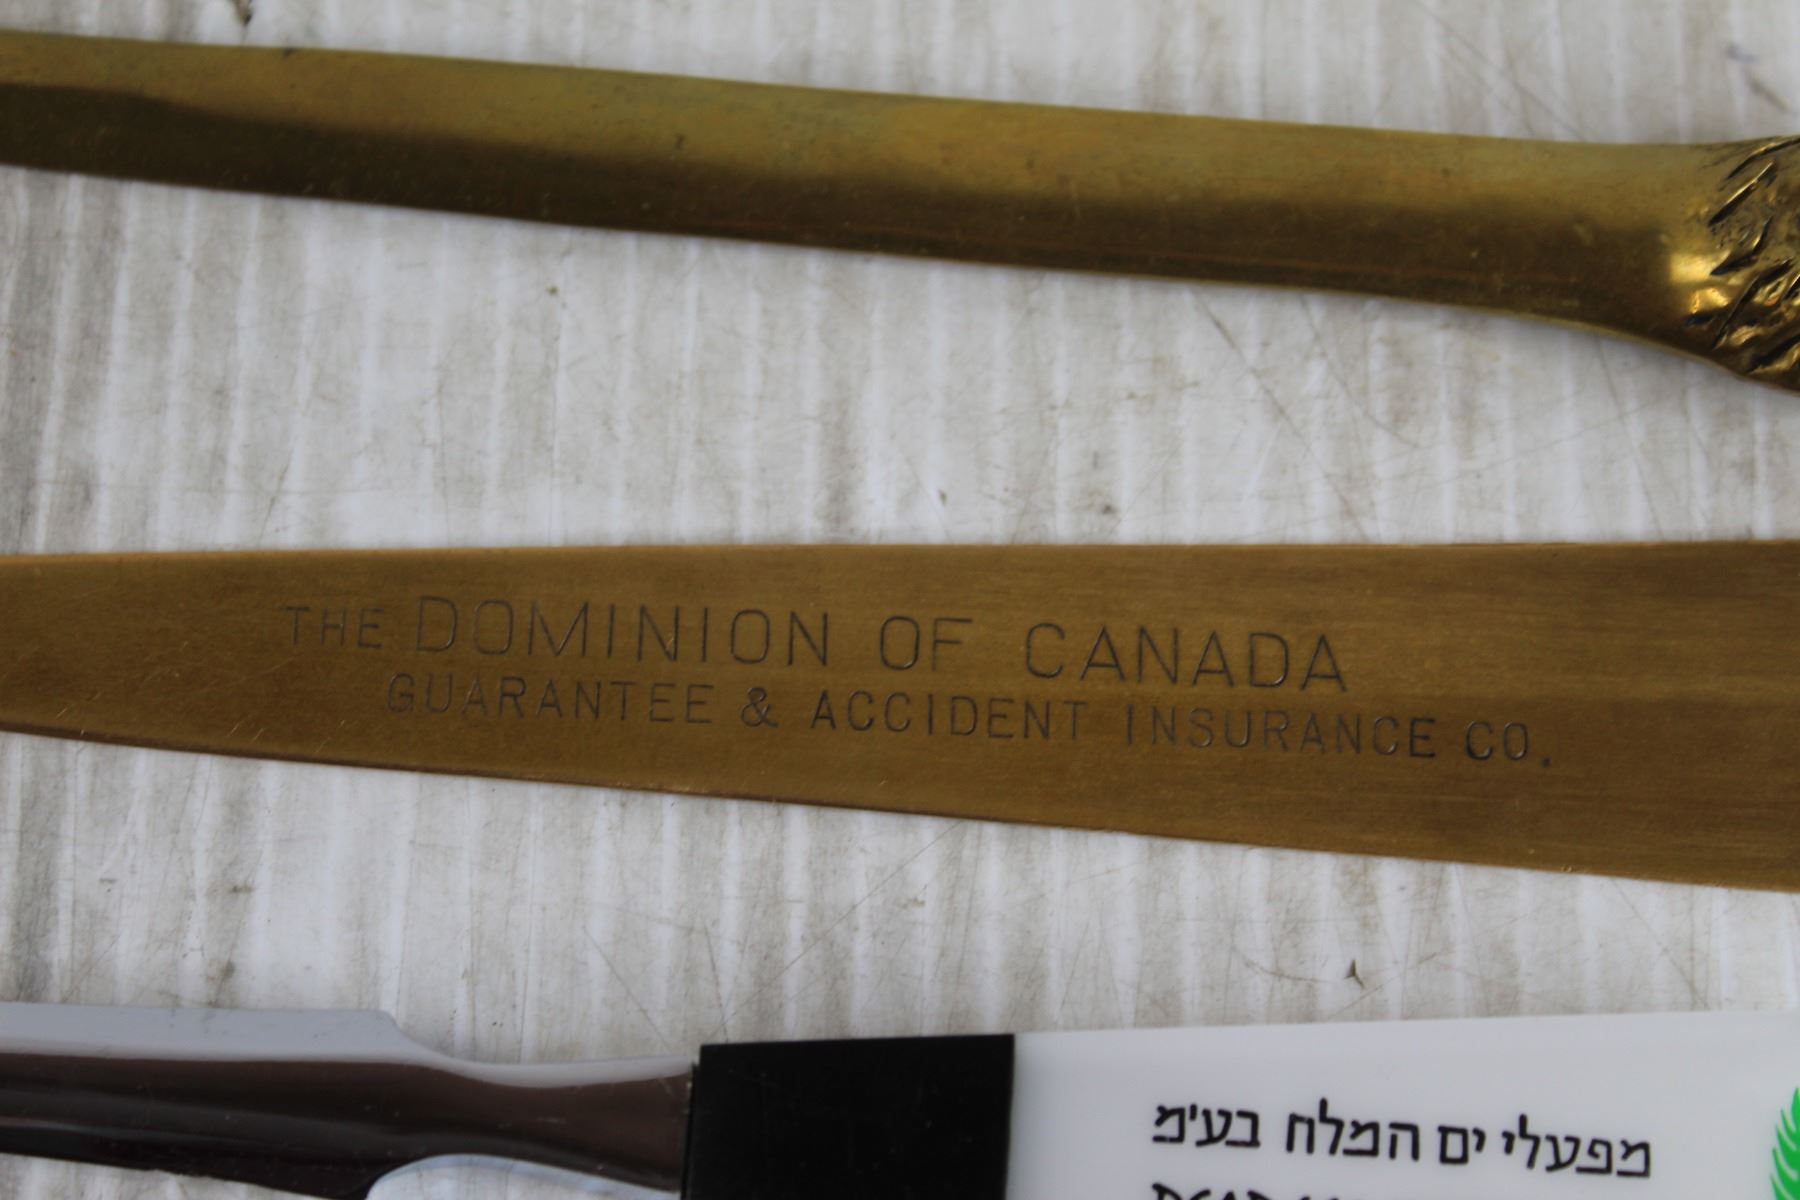 THE DOMINION OF CANADA
GUARANTEE & ACCIDENT INSURANCE CO.
מפעלי ים המלח בע'מ